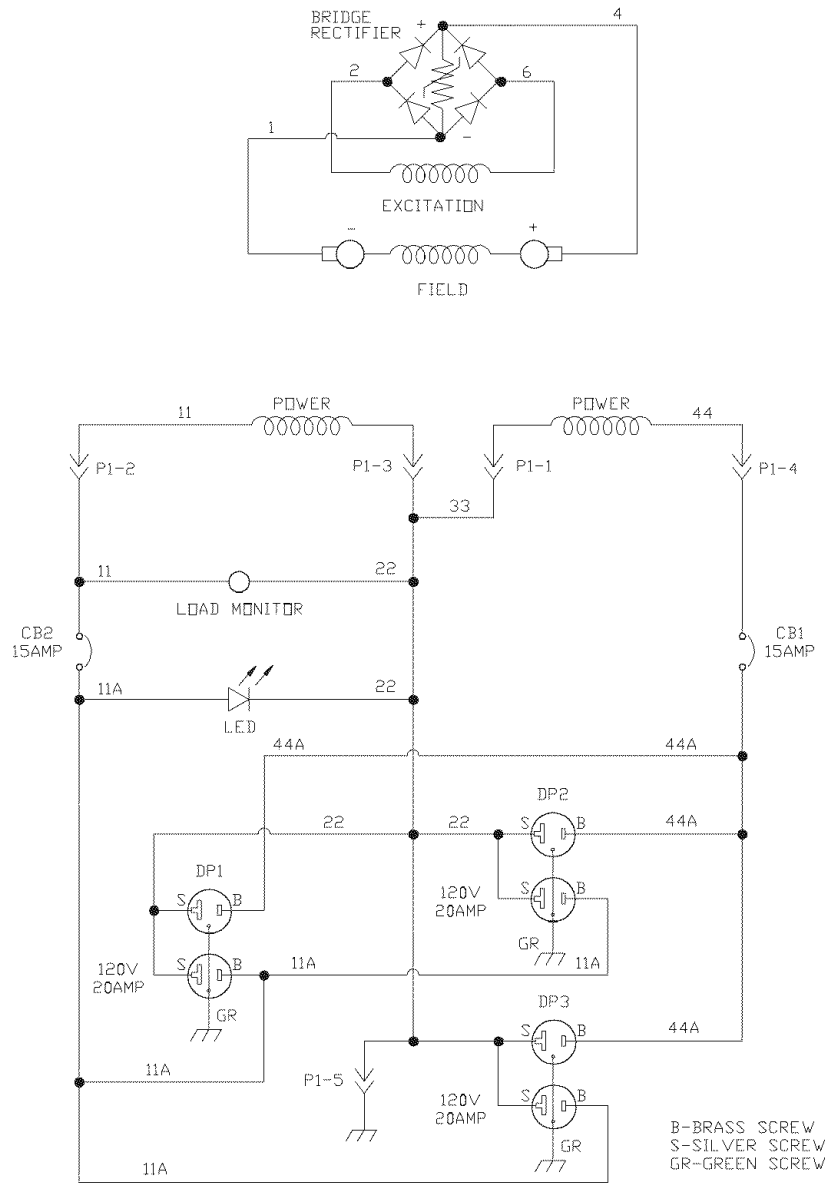 BRIDGE
RECTIFIER
+
4
2
6
1
-
EXCITATION
-
+
FIELD
11
POWER
POWER
44
P1-2
P1-3
P1-1
P1-4
33
11
22
LOAD MONITOR
CB2
15AMP
CB1
15AMP
11A
22
LED
44A
44A
DP2
22
22
S
B
44A
DP1
S
B
120V
20AMP
S
B
120V
20AMP
S
B
11A
GR
11A
DP3
GR
S
B
44A
11A
P1-5
120V
20AMP
S
B
GR
11A
B-BRASS SCREW
S-SILVER SCREW
GR-GREEN SCREW